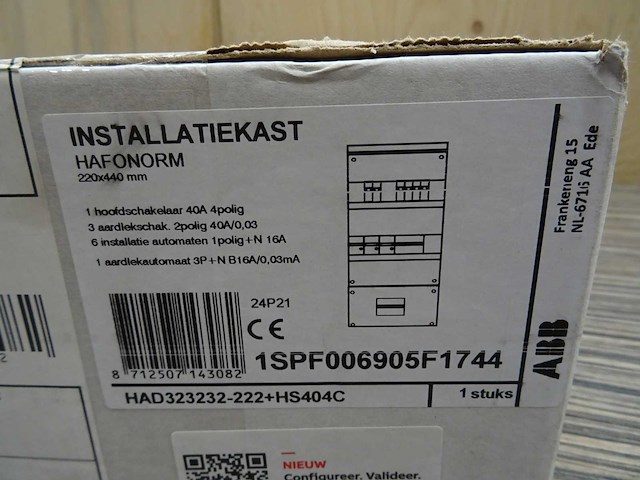 INSTALLATIEKAST
HAFONORM
220x440 mm
1 hoofdschakelaar 40A 4polig
3 aardlekschak. 2polig 40A/0,03
6 installatie automaten 1polig+N 16A
1 aardlekautomaat 3P+N B16A/0,03mA
24P21
CE
8 712507 143082
1SPF006905F1744
HAD323232-222+HS404C
1 stuks
Frankeneng 15
NL-6716 AA Ede
ABB
2
NIEUW
Configureer. Valideer.